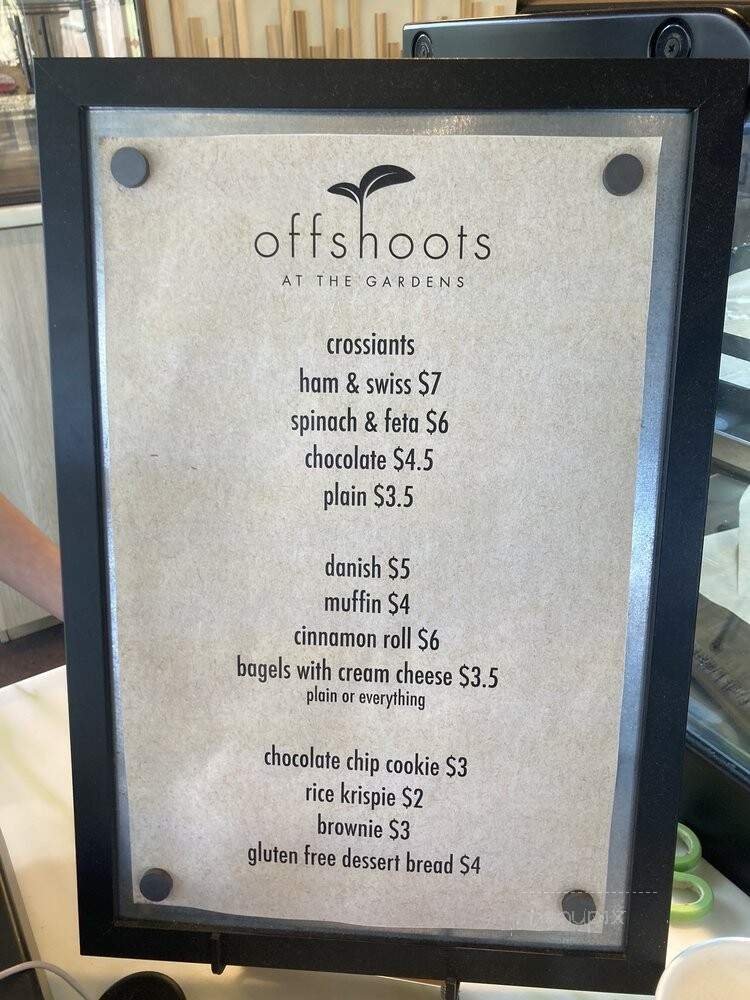 offshoots
AT THE GARDENS
crossiants
ham & swiss $7
spinach & feta $6
chocolate $4.5
plain $3.5
danish $5
muffin $4
cinnamon roll $6
bagels with cream cheese $3.5
plain or everything
chocolate chip cookie $3
rice krispie $2
brownie $3
gluten free dessert bread $4